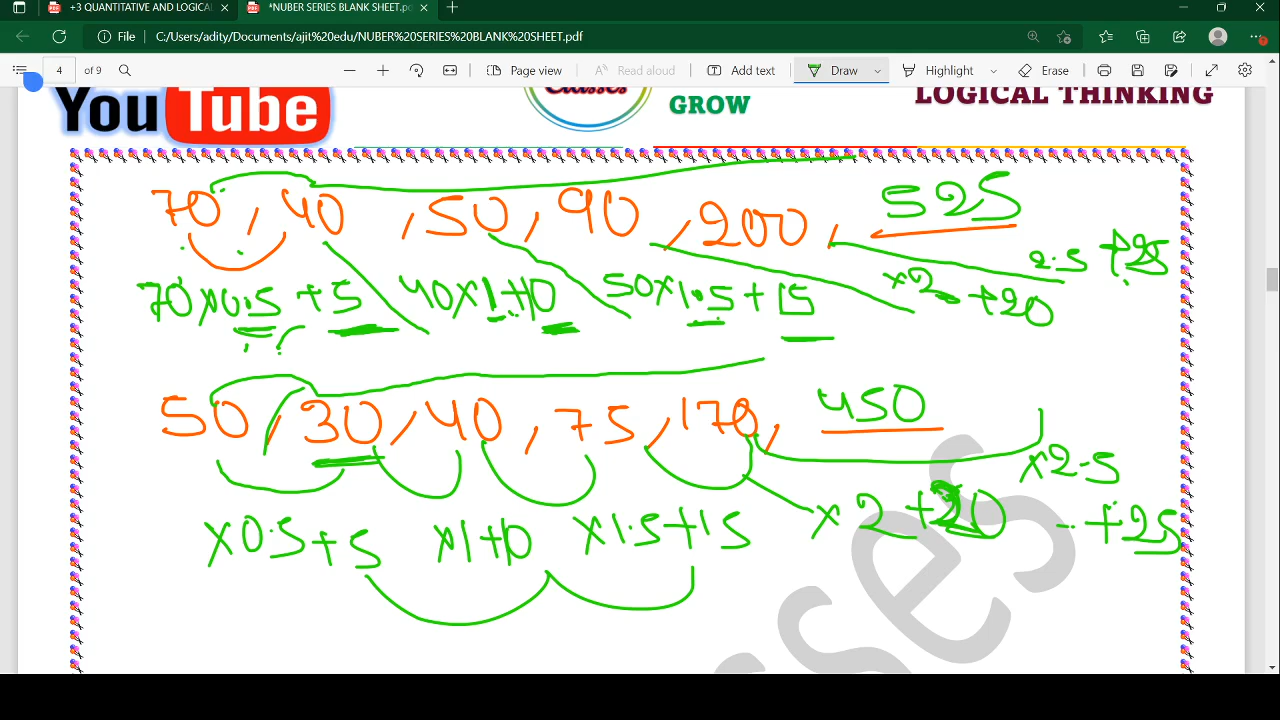 +3 QUANTITATIVE AND LOGICAL
*NUBER SERIES BLANK SHEET.pd
File C:/Users/adity/Documents/ajit%20edu/NUBER%20SERIES%20BLANK%20SHEET.pdf
4 of 9 Page view Read aloud Add text Draw Highlight Erase
YouTube Classes GROW LOGICAL THINKING
70, 40, 50, 90, 200, 525
70×0.5+5 40×1+10 50×1.5+15 ×2+20 2.5+25
50, 30, 40, 75, 170, 450
×0.5+5 ×1+10 ×1.5+15 ×2+20 ×2.5+25
sses